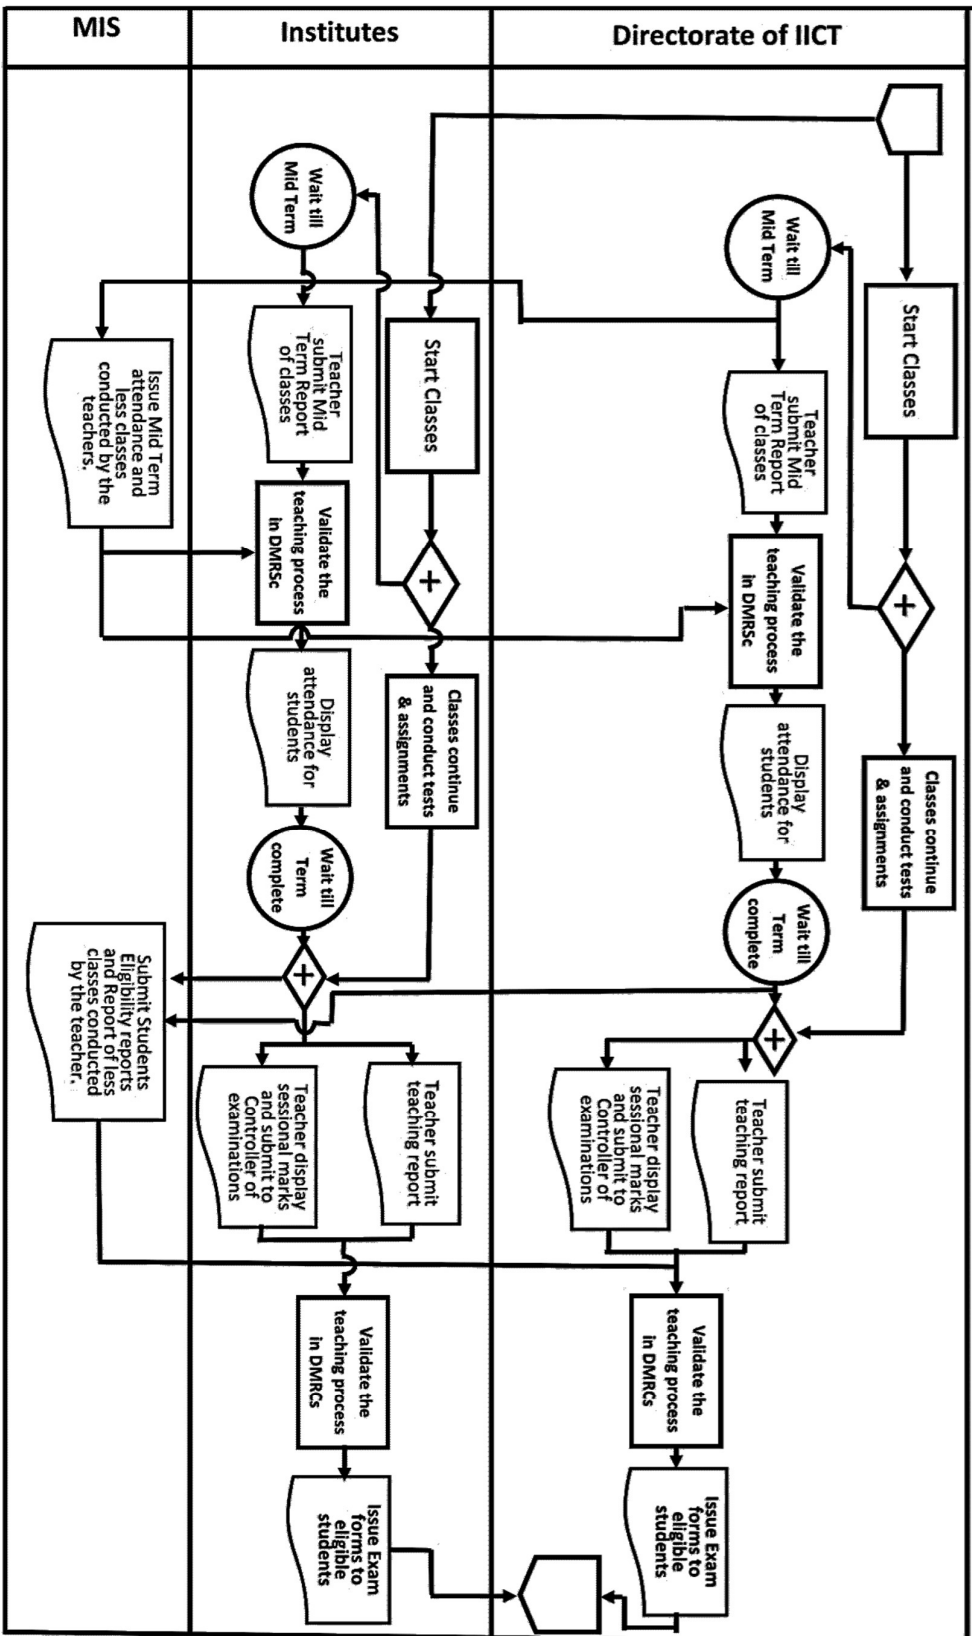 MIS
Institutes
Directorate of IICT
Start Classes
Wait till
Mid Term
Teacher
submit Mid
Term Report
of classes
Validate the
teaching process
in DMRSc
Display
attendance for
students
Wait till
Term
complete
Classes continue
and conduct tests
& assignments
Teacher submit
teaching report
Teacher display
sessional marks
and submit to
Controller of
examinations
Validate the
teaching process
in DMRCs
Issue Exam
forms to
eligible
students
Start Classes
Wait till
Mid Term
Teacher
submit Mid
Term Report
of classes
Validate the
teaching process
in DMRSc
Display
attendance for
students
Wait till
Term
complete
Classes continue
and conduct tests
& assignments
Teacher submit
teaching report
Teacher display
sessional marks
and submit to
Controller of
examinations
Validate the
teaching process
in DMRCs
Issue Exam
forms to
eligible
students
Issue Mid Term
attendance and
less classes
conducted by the
teachers.
Submit Students
Eligibility reports
and Report of less
classes conducted
by the teacher.